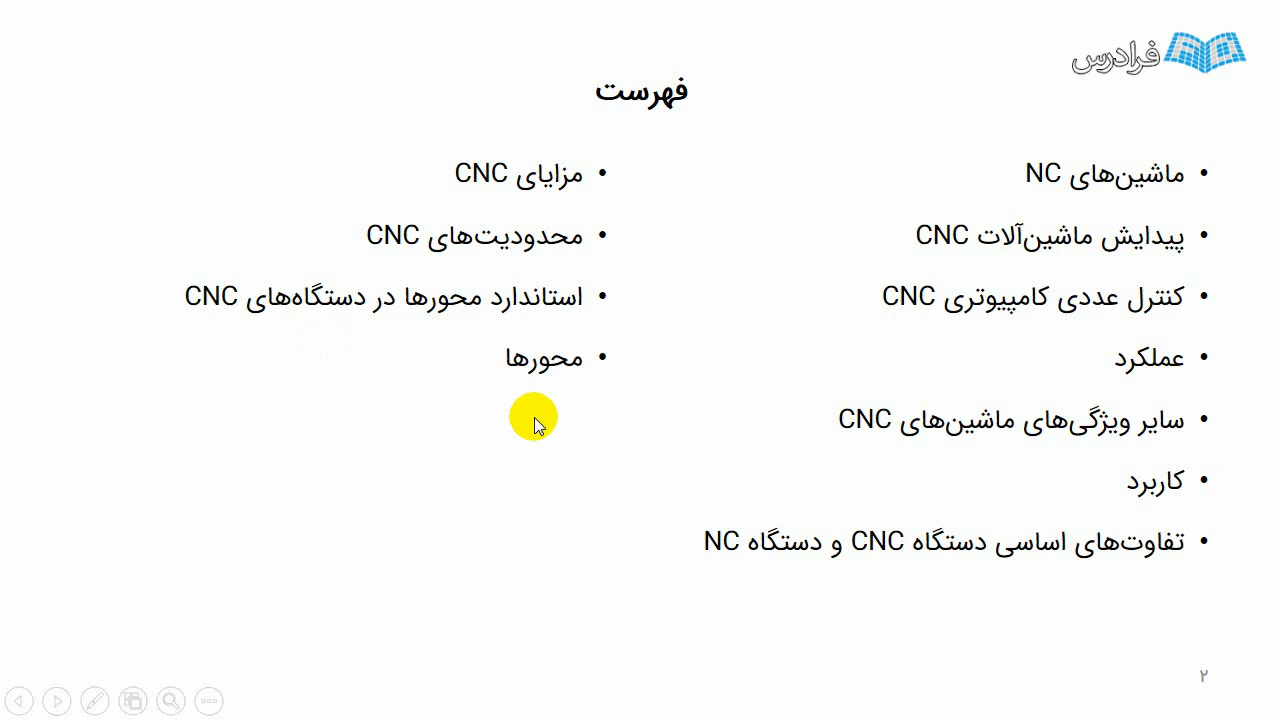 فرادرس
فهرست
• ماشین‌های NC
• پیدایش ماشین‌آلات CNC
• کنترل عددی کامپیوتری CNC
• عملکرد
• سایر ویژگی‌های ماشین‌های CNC
• کاربرد
• تفاوت‌های اساسی دستگاه CNC و دستگاه NC
• مزایای CNC
• محدودیت‌های CNC
• استاندارد محورها در دستگاه‌های CNC
• محورها
۲